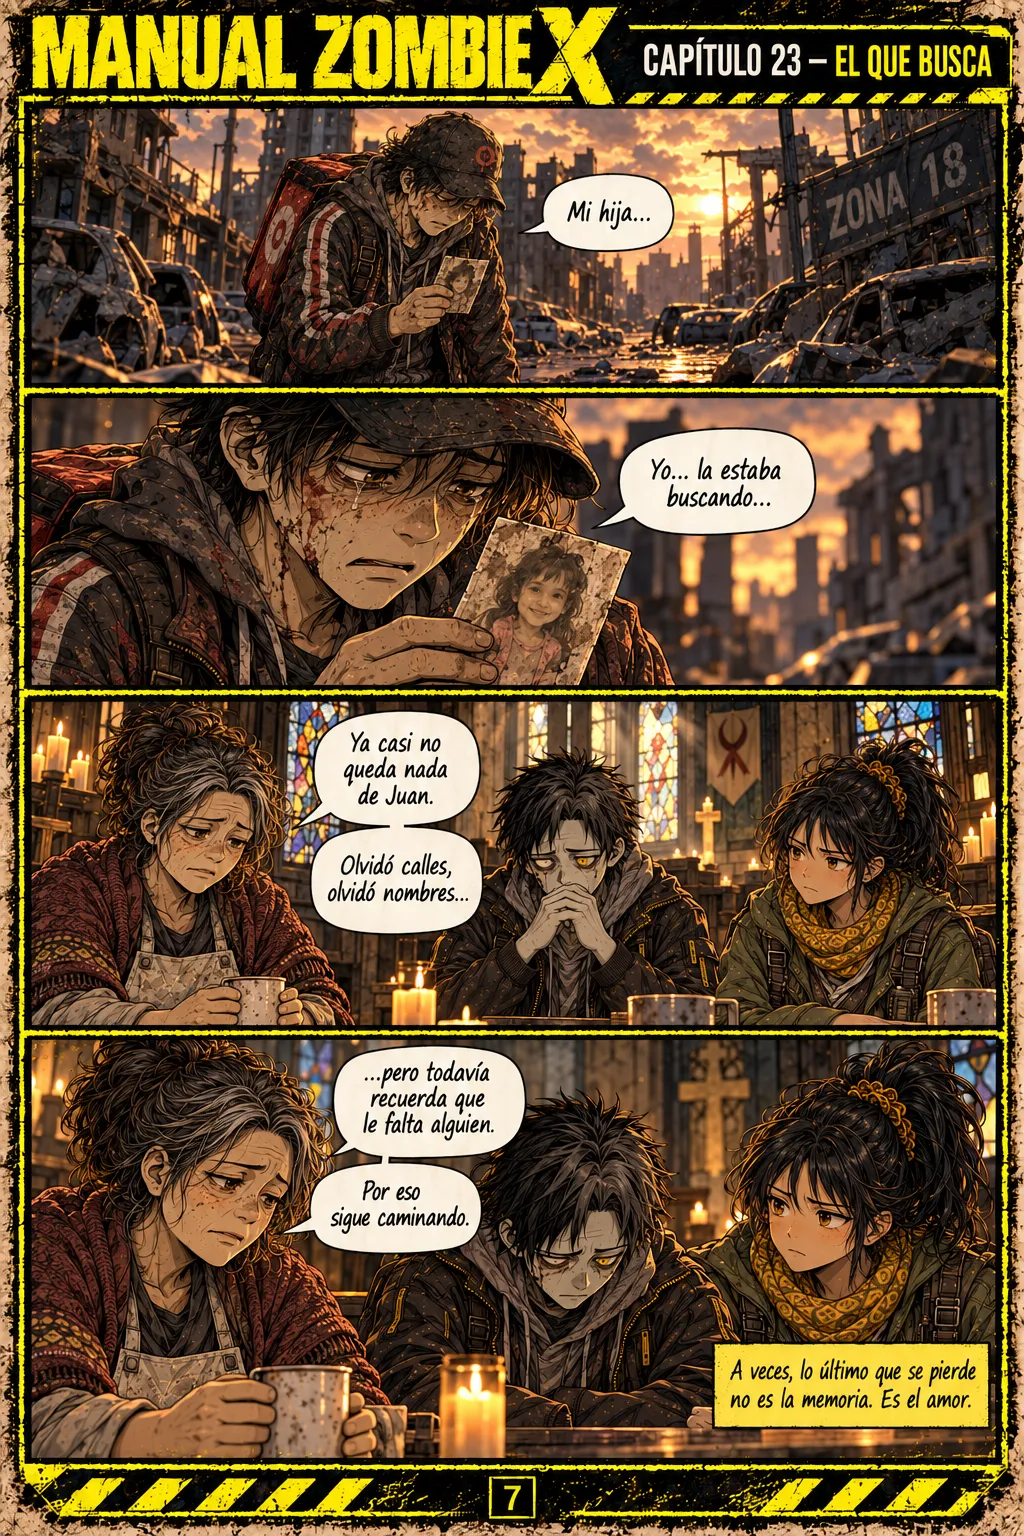 MANUAL ZOMBIE X
CAPÍTULO 23 – EL QUE BUSCA
ZONA 18
Mi hija...
Yo... la estaba
buscando...
Ya casi no
queda nada
de Juan.
Olvidó calles,
olvidó nombres...
...pero todavía
recuerda que
le falta alguien.
Por eso
sigue caminando.
A veces, lo último que se pierde
no es la memoria. Es el amor.
7